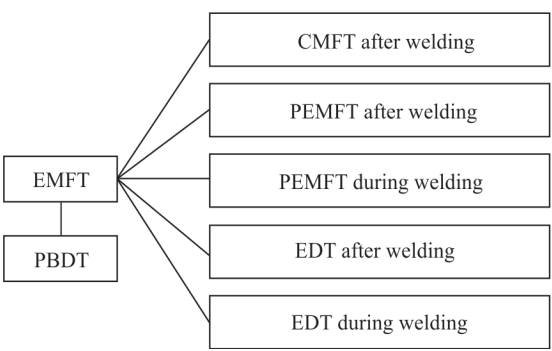 CMFT after welding
PEMFT after welding
EMFT
PEMFT during welding
PBDT
EDT after welding
EDT during welding